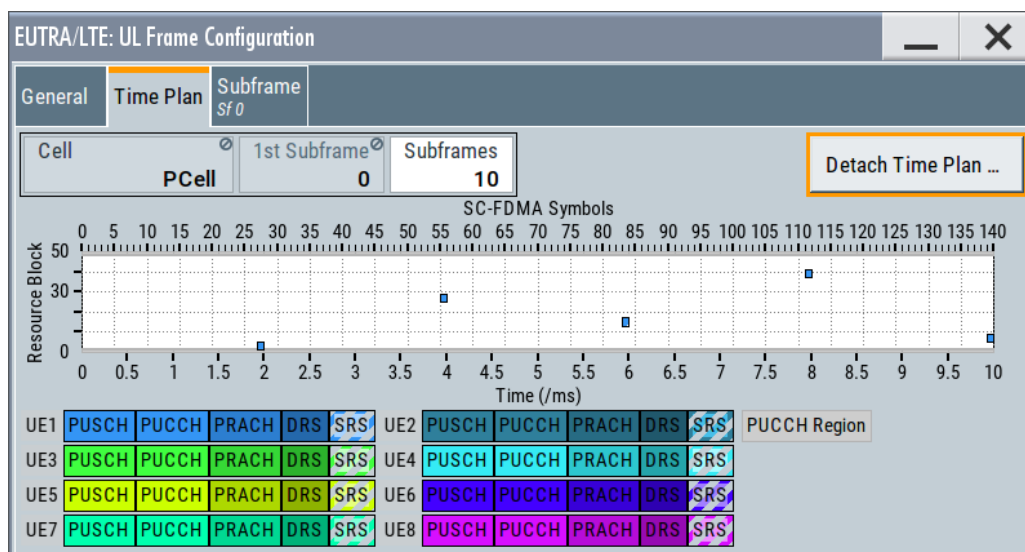 EUTRA/LTE: UL Frame Configuration
General Time Plan Subframe
Sf 0
Cell 1st Subframe Subframes
PCell 0 10
Detach Time Plan ...
SC-FDMA Symbols
0 5 10 15 20 25 30 35 40 45 50 55 60 65 70 75 80 85 90 95 100 105 110 115 120 125 130 135 140
Resource Block
50
30
0
0 0.5 1 1.5 2 2.5 3 3.5 4 4.5 5 5.5 6 6.5 7 7.5 8 8.5 9 9.5 10
Time (/ms)
UE1 PUSCH PUCCH PRACH DRS SRS UE2 PUSCH PUCCH PRACH DRS SRS PUCCH Region
UE3 PUSCH PUCCH PRACH DRS SRS UE4 PUSCH PUCCH PRACH DRS SRS
UE5 PUSCH PUCCH PRACH DRS SRS UE6 PUSCH PUCCH PRACH DRS SRS
UE7 PUSCH PUCCH PRACH DRS SRS UE8 PUSCH PUCCH PRACH DRS SRS